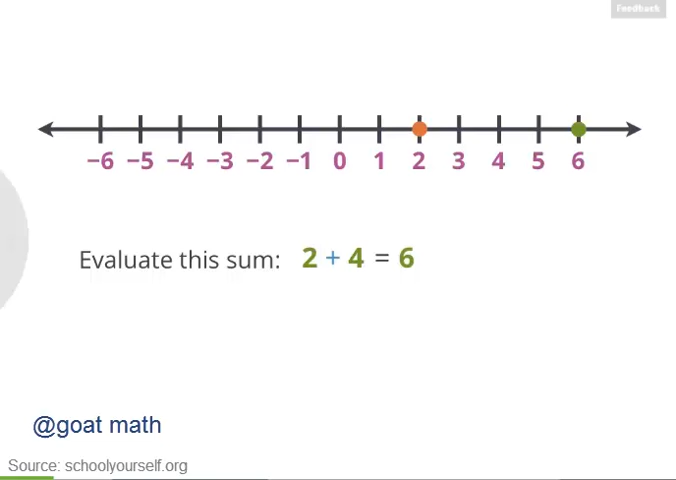 Feedback
−6 −5 −4 −3 −2 −1 0 1 2 3 4 5 6
Evaluate this sum: 2 + 4 = 6
@goat math
Source: schoolyourself.org